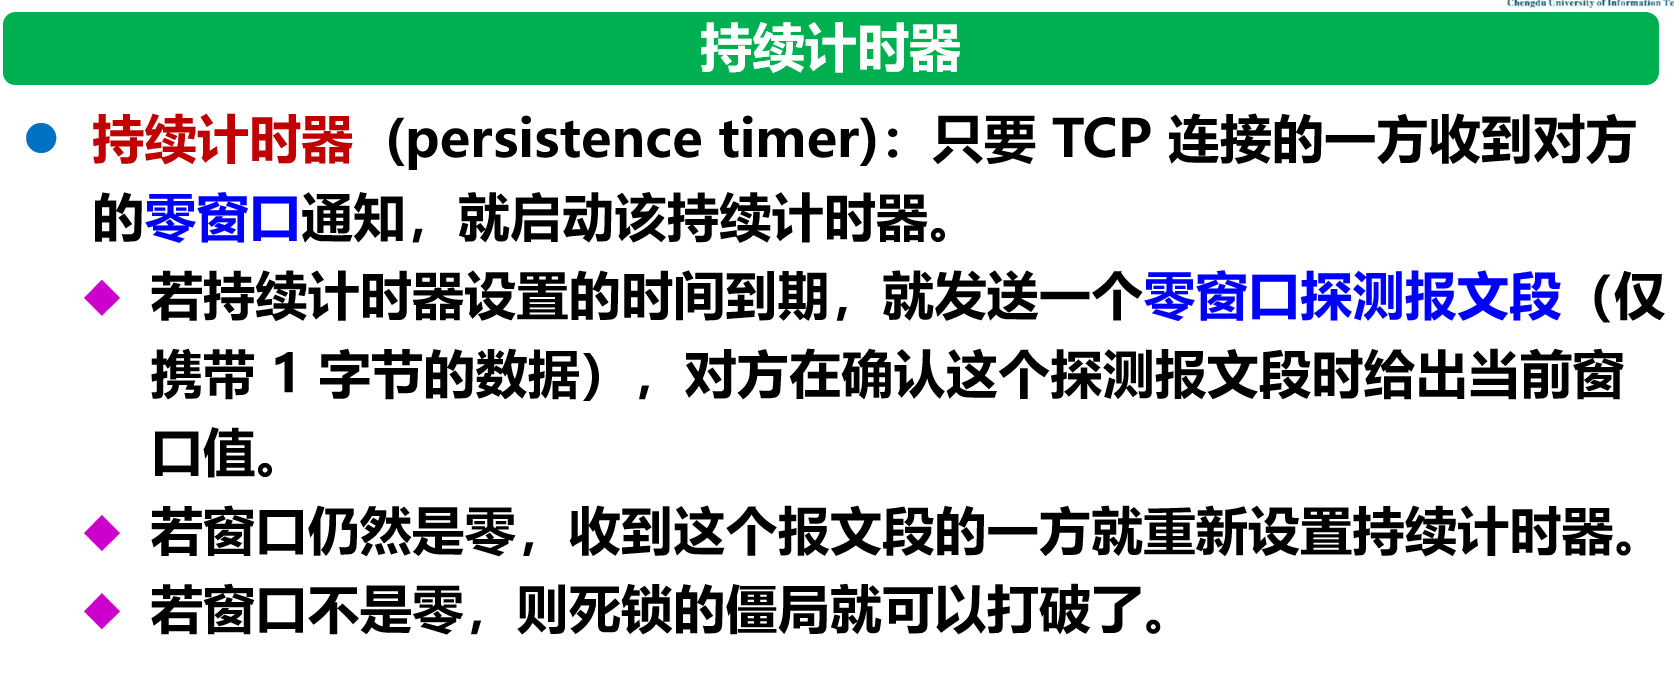 Chengdu University of Information Te
持续计时器
持续计时器 (persistence timer)：只要 TCP 连接的一方收到对方
的零窗口通知，就启动该持续计时器。
若持续计时器设置的时间到期，就发送一个零窗口探测报文段（仅
携带 1 字节的数据），对方在确认这个探测报文段时给出当前窗
口值。
若窗口仍然是零，收到这个报文段的一方就重新设置持续计时器。
若窗口不是零，则死锁的僵局就可以打破了。